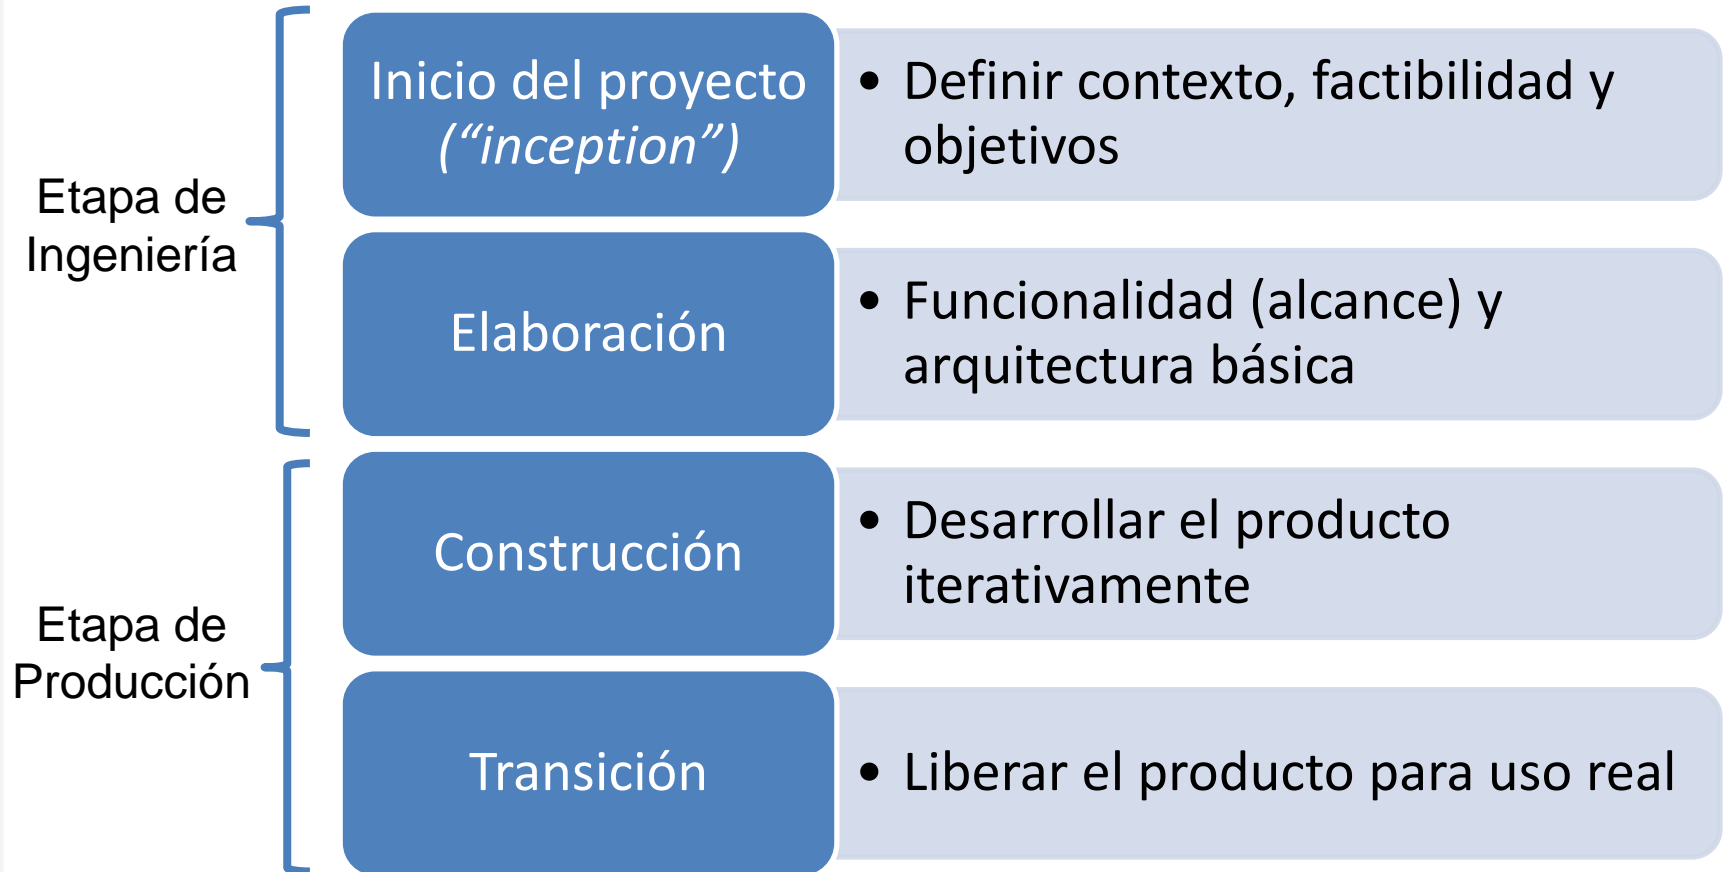 Etapa de
Ingeniería
Inicio del proyecto
(“inception”)
• Definir contexto, factibilidad y
objetivos
Elaboración
• Funcionalidad (alcance) y
arquitectura básica
Etapa de
Producción
Construcción
• Desarrollar el producto
iterativamente
Transición
• Liberar el producto para uso real